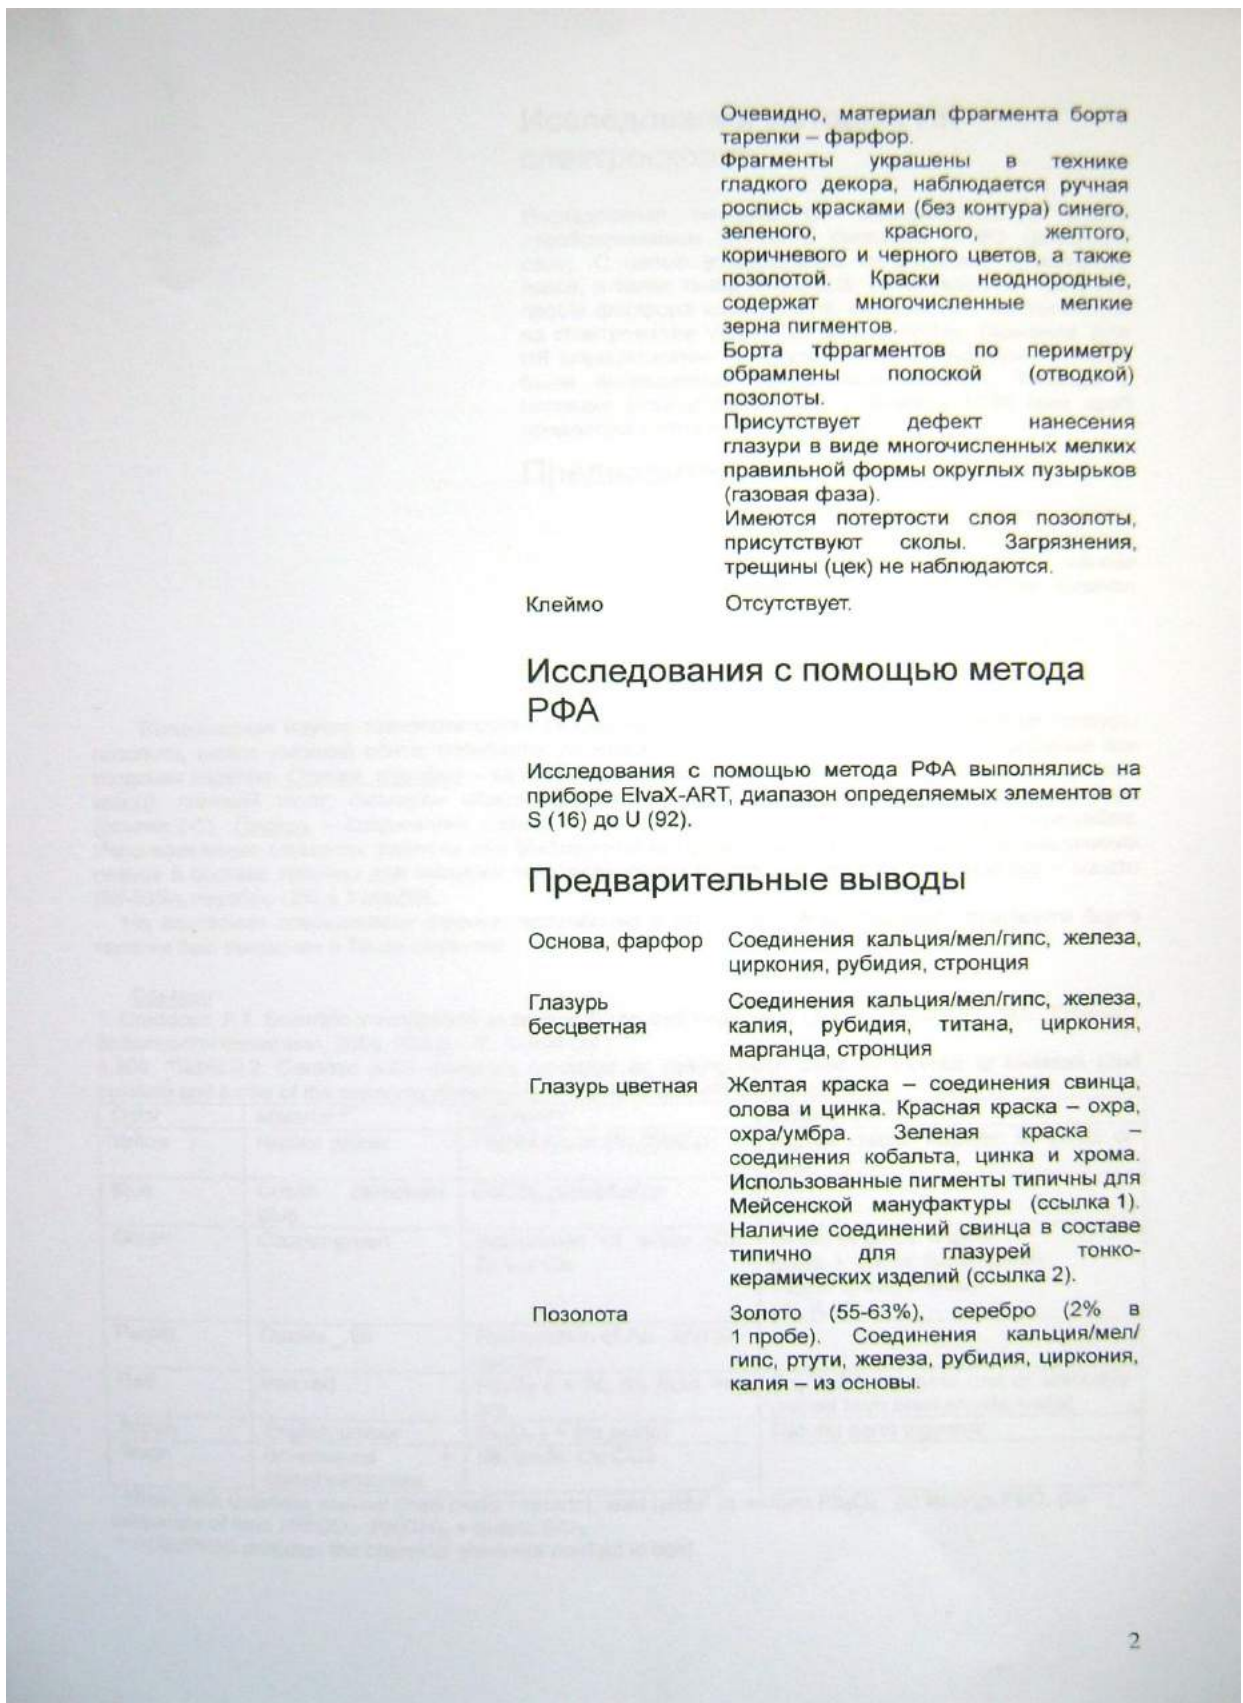 Очевидно, материал фрагмента борта
тарелки – фарфор.
Фрагменты украшены в технике
гладкого декора, наблюдается ручная
роспись красками (без контура) синего,
зеленого, красного, желтого,
коричневого и черного цветов, а также
позолотой. Краски неоднородные,
содержат многочисленные мелкие
зерна пигментов.
Борта тфрагментов по периметру
обрамлены полоской (отводкой)
позолоты.
Присутствует дефект нанесения
глазури в виде многочисленных мелких
правильной формы округлых пузырьков
(газовая фаза).
Имеются потертости слоя позолоты,
присутствуют сколы. Загрязнения,
трещины (цек) не наблюдаются.
Клеймо Отсутствует.
Исследования с помощью метода
РФА
Исследования с помощью метода РФА выполнялись на
приборе ElvaX-ART, диапазон определяемых элементов от
S (16) до U (92).
Предварительные выводы
Основа, фарфор Соединения кальция/мел/гипс, железа,
циркония, рубидия, стронция
Глазурь Соединения кальция/мел/гипс, железа,
бесцветная калия, рубидия, титана, циркония,
марганца, стронция
Глазурь цветная Желтая краска – соединения свинца,
олова и цинка. Красная краска – охра,
охра/умбра. Зеленая краска –
соединения кобальта, цинка и хрома.
Использованные пигменты типичны для
Мейсенской мануфактуры (ссылка 1).
Наличие соединений свинца в составе
типично для глазурей тонко-
керамических изделий (ссылка 2).
Позолота Золото (55-63%), серебро (2% в
1 пробе). Соединения кальция/мел/
гипс, ртути, железа, рубидия, циркония,
калия – из основы.
2